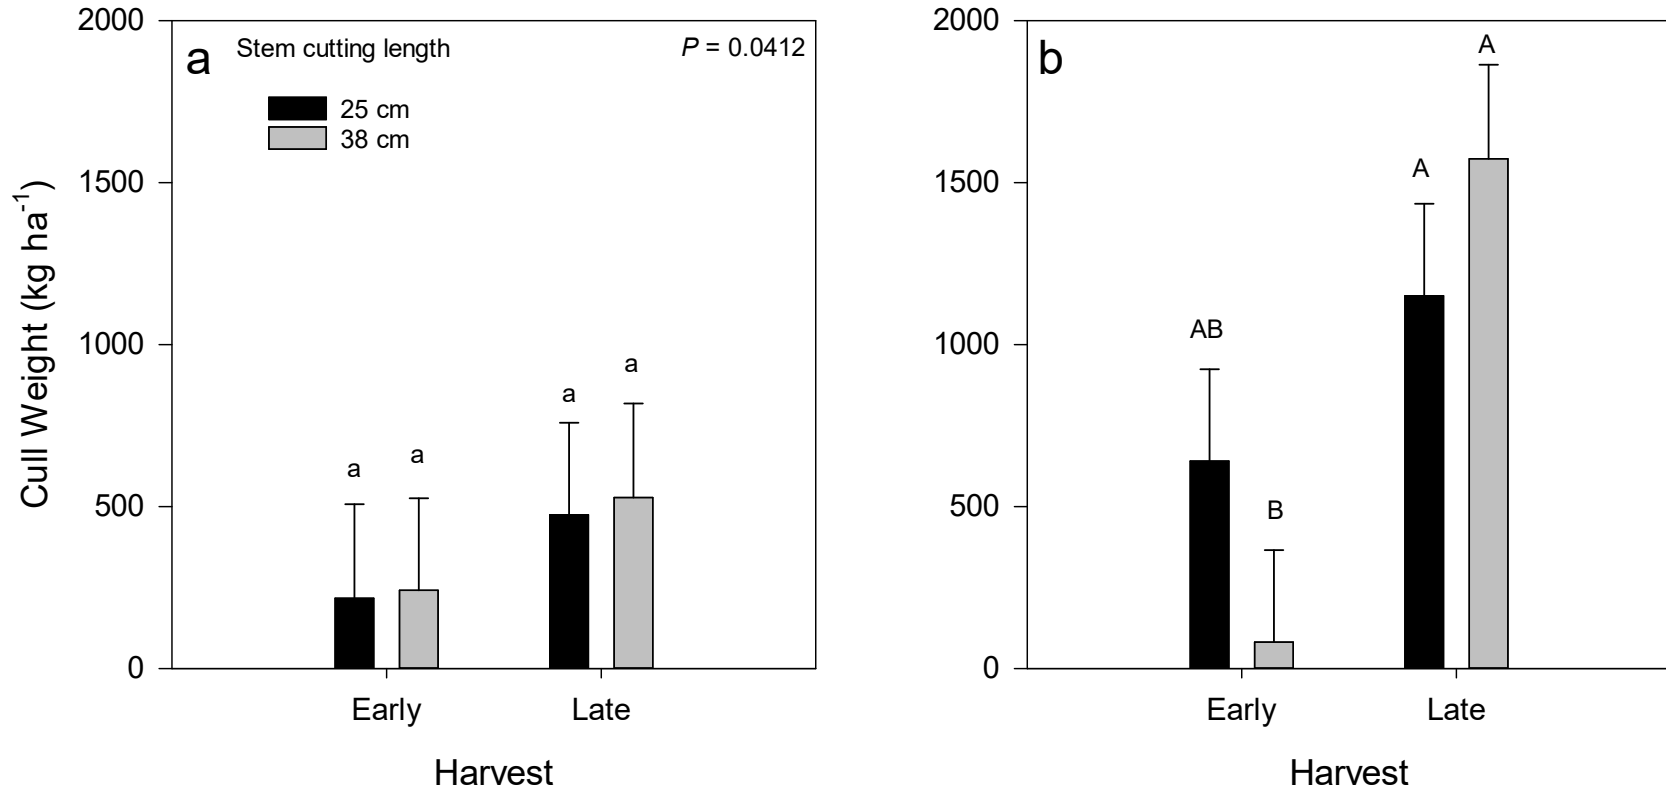 a Stem cutting length P = 0.0412
25 cm
38 cm
Cull Weight (kg ha-1)
2000
1500
1000
500
0
a
a
a
a
Early Late
Harvest
b
2000
1500
1000
500
0
AB
B
A
A
Early Late
Harvest